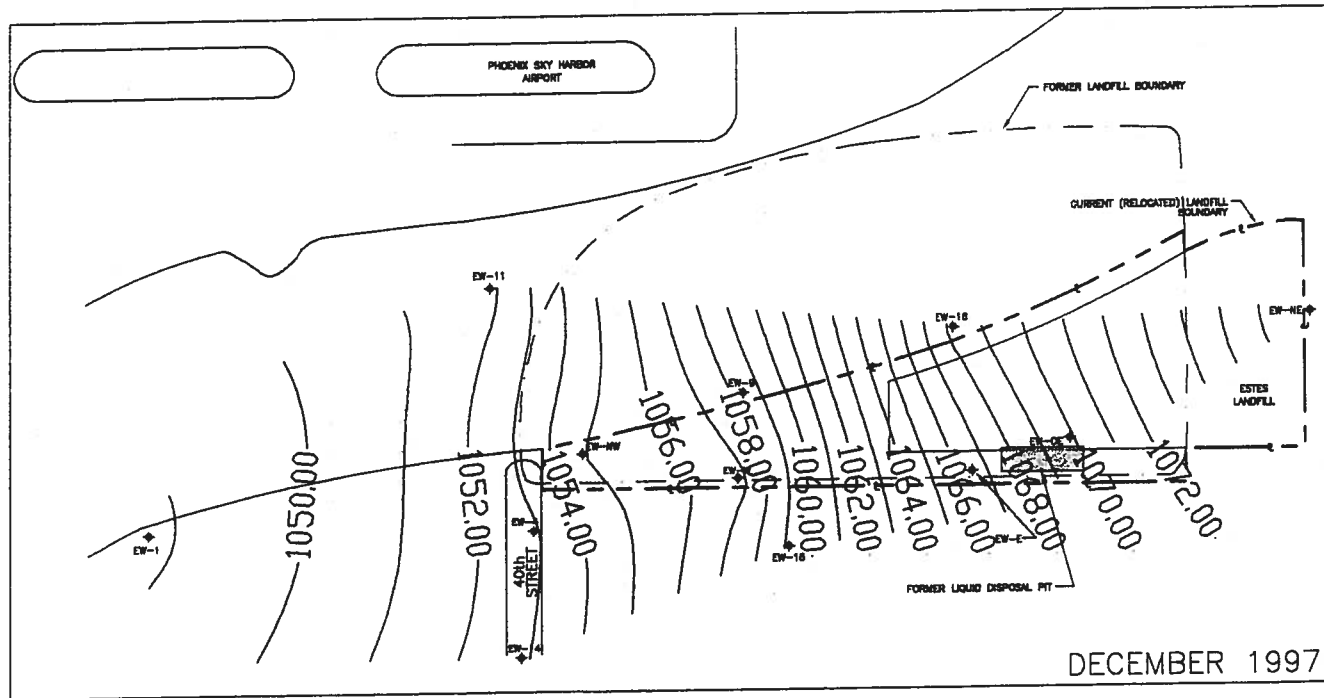 PHOENIX SKY HARBOR
AIRPORT
FORMER LANDFILL BOUNDARY
CURRENT (RELOCATED) LANDFILL
BOUNDARY
EW-11
EW-18
EW-NE
EW-9
ESTES
LANDFILL
EW-NW
1056.00
1058.00
1050.00
1052.00
1054.00
1060.00
1062.00
1064.00
1066.00
1068.00
1070.00
1072.00
EW-
EW-1
EW-
40th
STREET
EW-16
EW-E
FORMER LIQUID DISPOSAL PIT
DECEMBER 1997